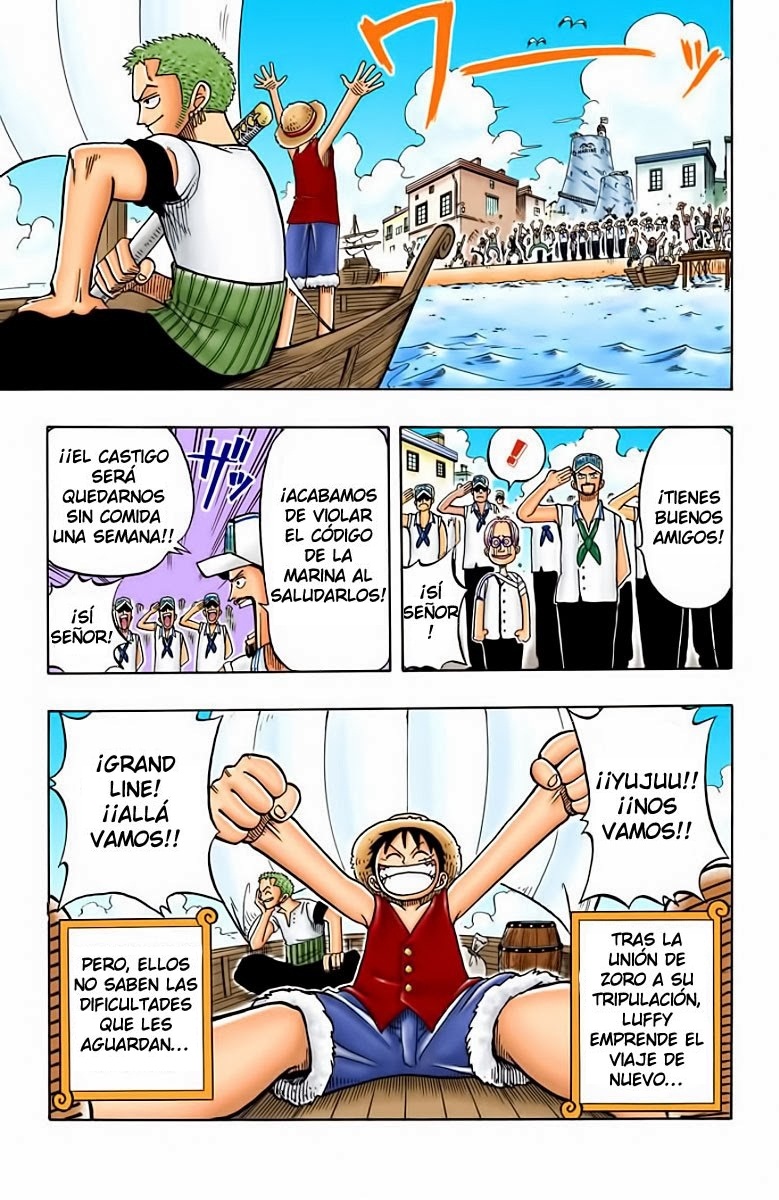 ワーッ
MARINE
¡TIENES
BUENOS
AMIGOS!
!
¡SÍ
SEÑOR
!
¡ACABAMOS
DE VIOLAR
EL CÓDIGO
DE LA
MARINA AL
SALUDARLOS!
ザッ
¡¡EL CASTIGO
SERÁ
QUEDARNOS
SIN COMIDA
UNA SEMANA!!
¡SÍ
SEÑOR!
¡¡YUJUU!!
¡¡NOS
VAMOS!!
¡GRAND
LINE!
¡¡ALLÁ
VAMOS!!
TRAS LA
UNIÓN DE
ZORO A SU
TRIPULACIÓN,
LUFFY
EMPRENDE EL
VIAJE DE
NUEVO...
PERO, ELLOS
NO SABEN LAS
DIFICULTADES
QUE LES
AGUARDAN...